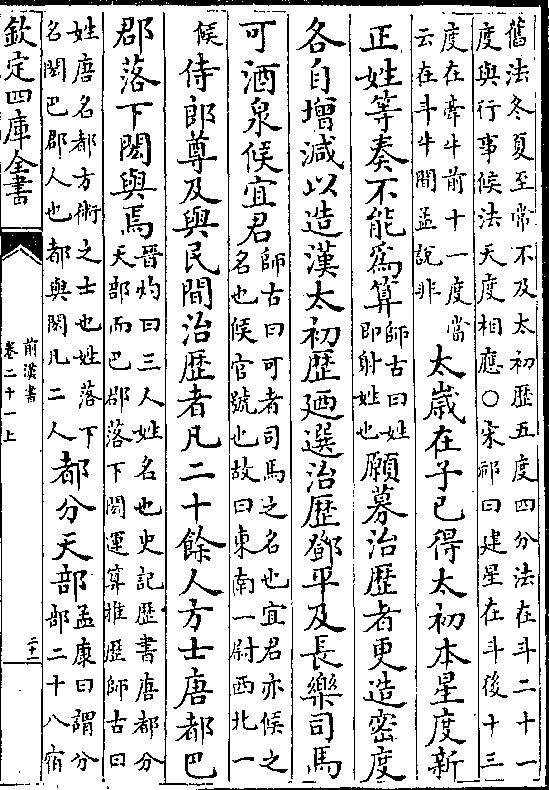 舊法冬夏至常不及太初歴五度四分法在斗二十一
度與行事候法天度相應○宋祁曰建星在斗後十三
度在牽牛前十一度當
云在斗牛間孟說非
太歲在子已得太初本星度新
正姓等奏不能爲算
師古曰姓
即射姓也
願募治歴者更造密度
各自增減以造漢太初歴廼選治歴鄧平及長樂司馬
可酒泉候宜君
師古曰可者司馬之名也宜君亦候之
名也候官號也故曰東南一尉西北一
候
侍郎尊及與民間治歴者凡二十餘人方士唐都巴
郡落下閎與焉
晉灼曰三人姓名也史記歴書唐都分
天部而巴郡落下閎運算推歴師古曰
姓唐名都方術之士也姓落下
名閎巴郡人也都與閎凡二人
都分天部
孟康曰謂分
部二十八宿
欽定四庫全書
前漢書
卷二十一上